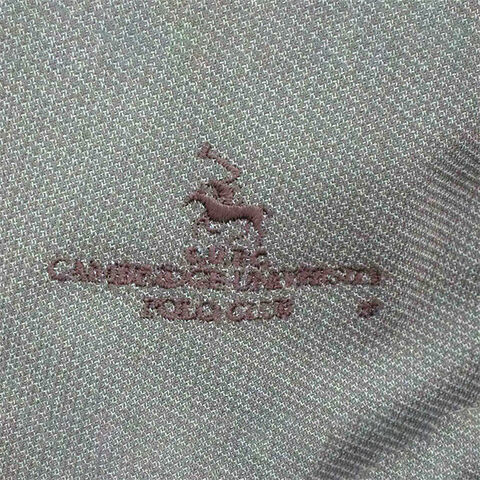 C.U.P.C
CAMBRIDGE UNIVERSITY
POLO CLUB
®